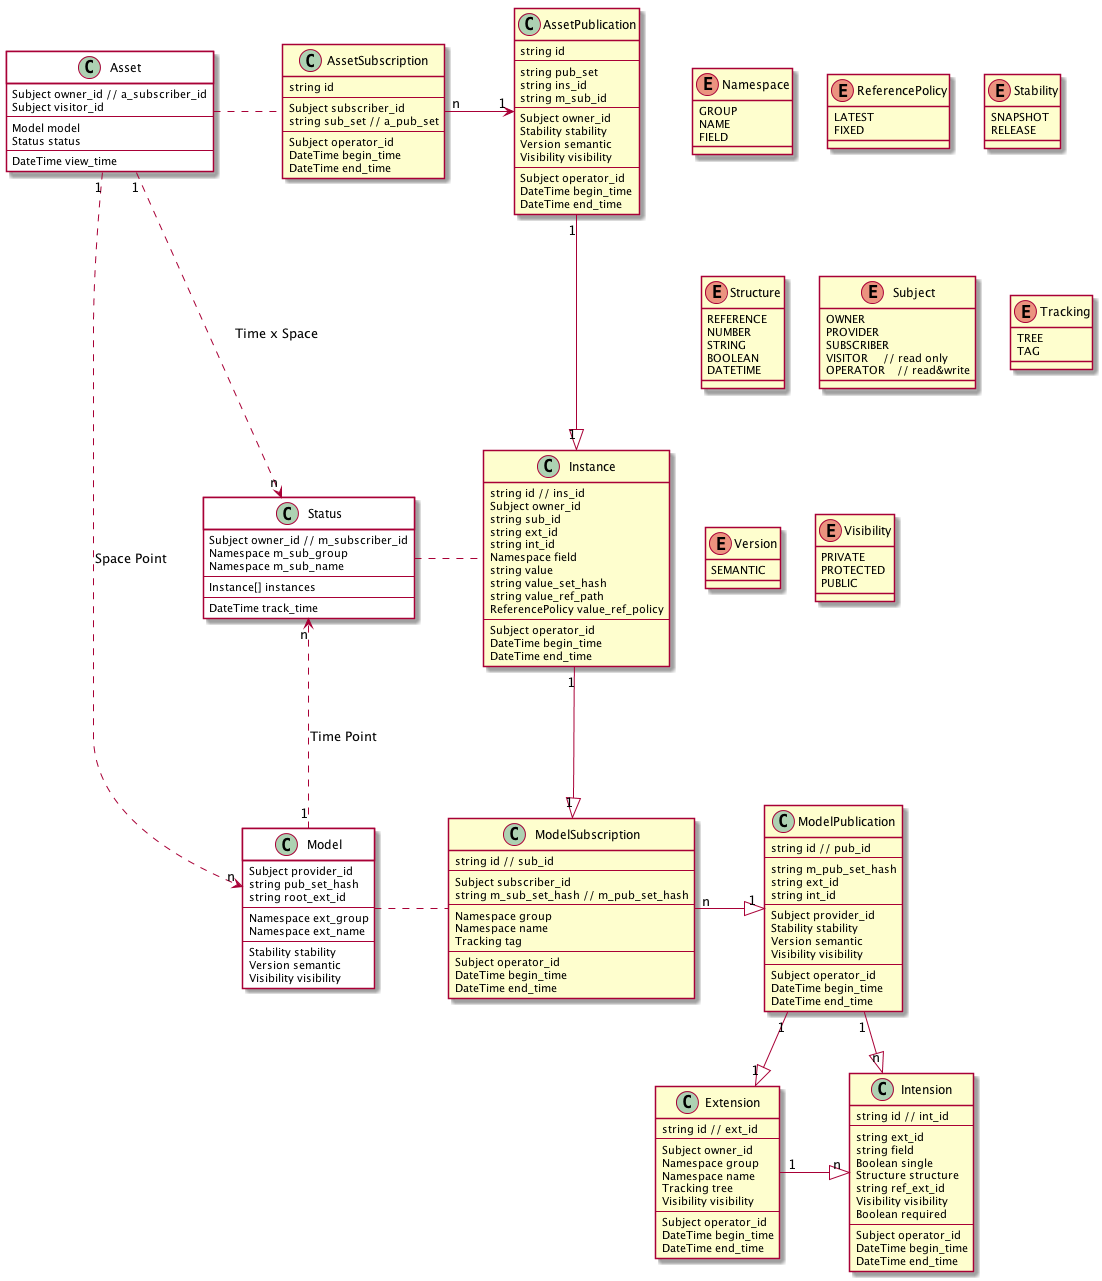 C Asset
Subject owner_id // a_subscriber_id
Subject visitor_id
Model model
Status status
DateTime view_time
C AssetSubscription
string id
Subject subscriber_id
string sub_set // a_pub_set
Subject operator_id
DateTime begin_time
DateTime end_time
n
1
C AssetPublication
string id
string pub_set
string ins_id
string m_sub_id
Subject owner_id
Stability stability
Version semantic
Visibility visibility
Subject operator_id
DateTime begin_time
DateTime end_time
E Namespace
GROUP
NAME
FIELD
E ReferencePolicy
LATEST
FIXED
E Stability
SNAPSHOT
RELEASE
1
1
1
Time x Space
E Structure
REFERENCE
NUMBER
STRING
BOOLEAN
DATETIME
E Subject
OWNER
PROVIDER
SUBSCRIBER
VISITOR // read only
OPERATOR // read&write
E Tracking
TREE
TAG
n
1
C Status
Subject owner_id // m_subscriber_id
Namespace m_sub_group
Namespace m_sub_name
Instance[] instances
DateTime track_time
C Instance
string id // ins_id
Subject owner_id
string sub_id
string ext_id
string int_id
Namespace field
string value
string value_set_hash
string value_ref_path
ReferencePolicy value_ref_policy
Subject operator_id
DateTime begin_time
DateTime end_time
E Version
SEMANTIC
E Visibility
PRIVATE
PROTECTED
PUBLIC
Space Point
n
1
Time Point
1
1
n
C Model
Subject provider_id
string pub_set_hash
string root_ext_id
Namespace ext_group
Namespace ext_name
Stability stability
Version semantic
Visibility visibility
C ModelSubscription
string id // sub_id
Subject subscriber_id
string m_sub_set_hash // m_pub_set_hash
Namespace group
Namespace name
Tracking tag
Subject operator_id
DateTime begin_time
DateTime end_time
n
1
C ModelPublication
string id // pub_id
string m_pub_set_hash
string ext_id
string int_id
Subject provider_id
Stability stability
Version semantic
Visibility visibility
Subject operator_id
DateTime begin_time
DateTime end_time
1
1
1
n
C Extension
string id // ext_id
Subject owner_id
Namespace group
Namespace name
Tracking tree
Visibility visibility
Subject operator_id
DateTime begin_time
DateTime end_time
1
n
C Intension
string id // int_id
string ext_id
string field
Boolean single
Structure structure
string ref_ext_id
Visibility visibility
Boolean required
Subject operator_id
DateTime begin_time
DateTime end_time